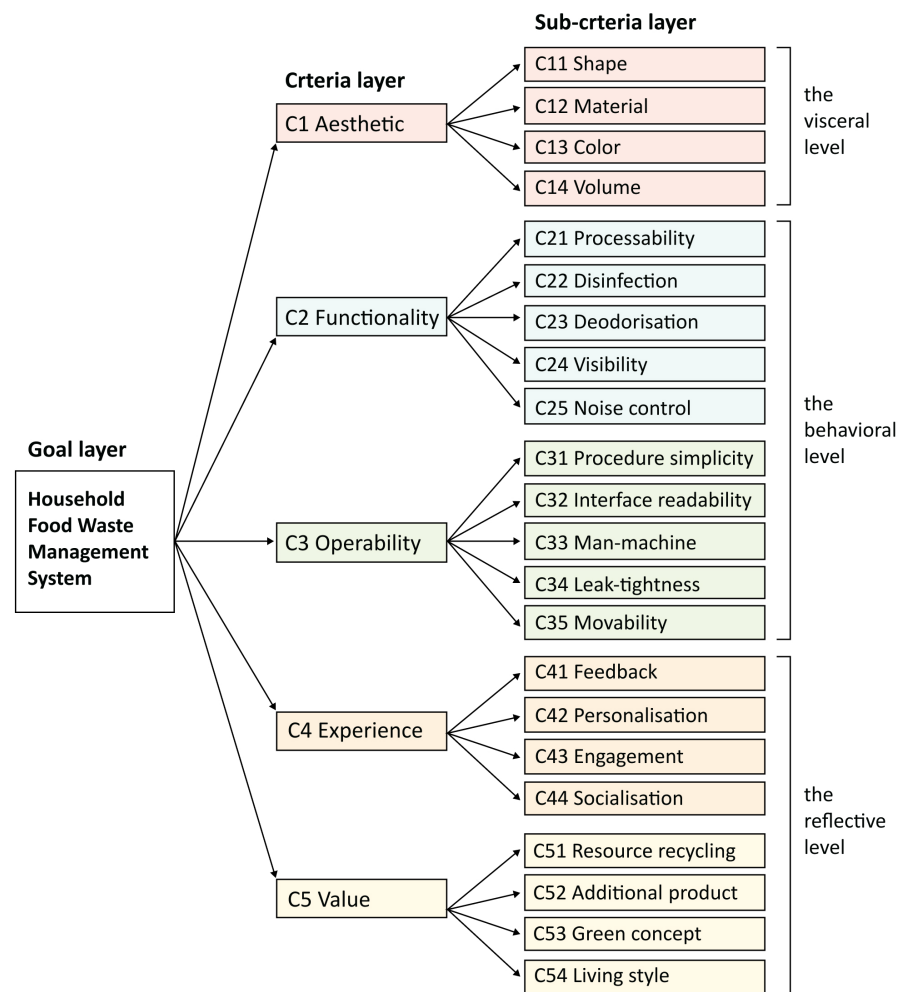 Sub-crteria layer
Crteria layer
Goal layer
Household
Food Waste
Management
System
C1 Aesthetic
C11 Shape
C12 Material
C13 Color
C14 Volume
the
visceral
level
C2 Functionality
C21 Processability
C22 Disinfection
C23 Deodorisation
C24 Visibility
C25 Noise control
C3 Operability
C31 Procedure simplicity
C32 Interface readability
C33 Man-machine
C34 Leak-tightness
C35 Movability
the
behavioral
level
C4 Experience
C41 Feedback
C42 Personalisation
C43 Engagement
C44 Socialisation
C5 Value
C51 Resource recycling
C52 Additional product
C53 Green concept
C54 Living style
the
reflective
level